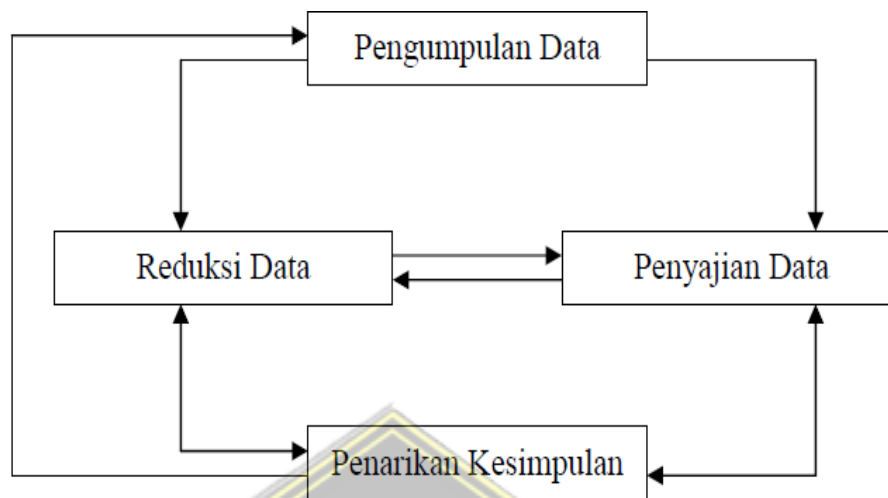 Pengumpulan Data
Reduksi Data
Penyajian Data
Penarikan Kesimpulan